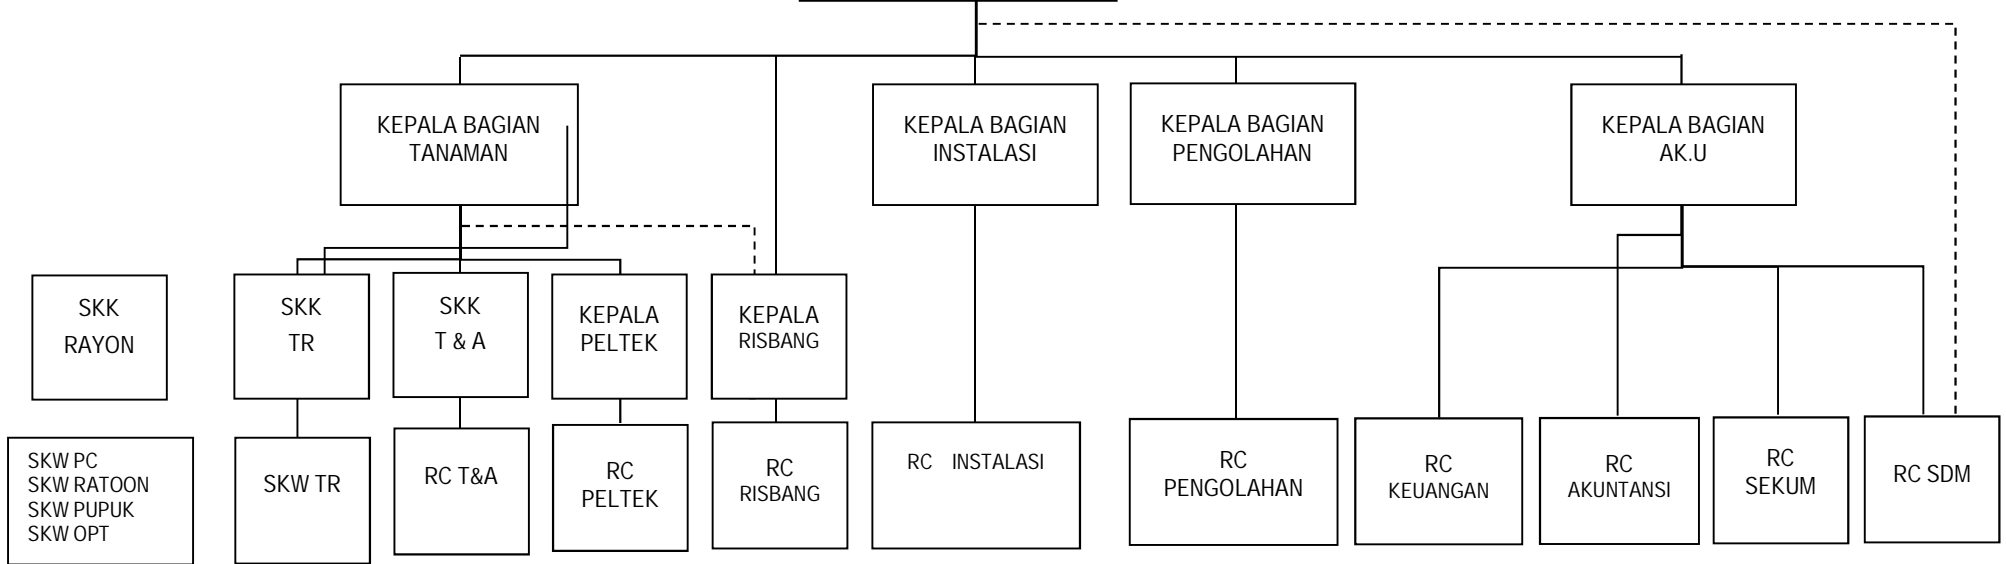 KEPALA BAGIAN
TANAMAN
KEPALA BAGIAN
INSTALASI
KEPALA BAGIAN
PENGOLAHAN
KEPALA BAGIAN
AK.U
SKK
RAYON
SKK
TR
SKK
T & A
KEPALA
PELTEK
KEPALA
RISBANG
SKW PC
SKW RATOON
SKW PUPUK
SKW OPT
SKW TR
RC T&A
RC
PELTEK
RC
RISBANG
RC INSTALASI
RC
PENGOLAHAN
RC
KEUANGAN
RC
AKUNTANSI
RC
SEKUM
RC SDM